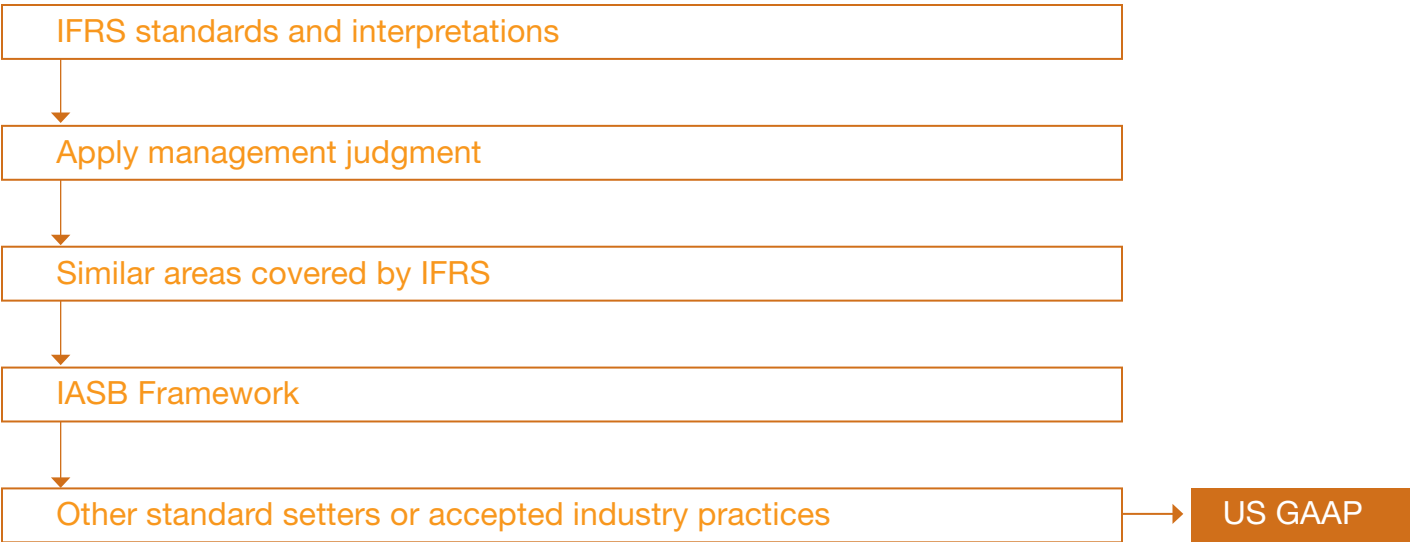 IFRS standards and interpretations
Apply management judgment
Similar areas covered by IFRS
IASB Framework
Other standard setters or accepted industry practices
US GAAP